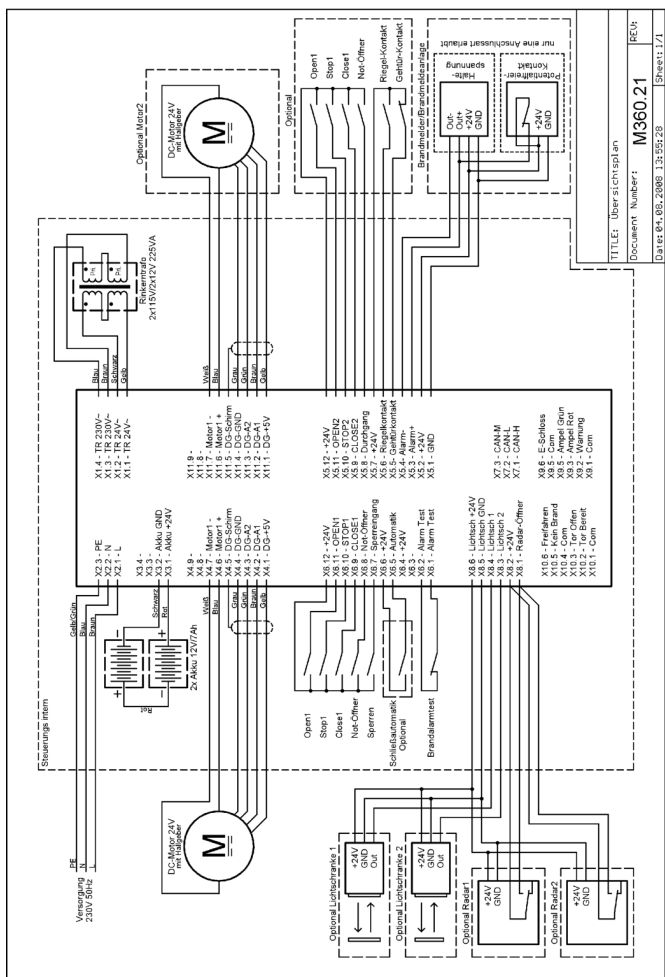 Versorgung
230V 50Hz
PE
N
L
Steuerungs intern
Gelb/Grün
Blau
Braun
X2.3 - PE
X2.2 - N
X2.1 - L
X3.4 -
X3.3 -
X3.2 - Akku GND
X3.1 - Akku +24V
Schwarz
Rot
Rot
2x Akku 12V/7Ah
X4.9 -
X4.8 -
X4.7 - Motor1 -
X4.6 - Motor1 +
X4.5 - DG-Schirm
X4.4 - DG-GND
X4.3 - DG-A2
X4.2 - DG-A1
X4.1 - DG-+5V
Weiß
Blau
Grau
Grün
Braun
Gelb
DC-Motor 24V
mit Hallgeber
M
Open1
Stop1
Close1
Not-Öffner
Sperren
Schließautomatik
Optional
Brandalarmtest
X6.12 - +24V
X6.11 - OPEN1
X6.10 - STOP1
X6.9 - CLOSE1
X6.8 - Not-Öffner
X6.7 - Sperreingang
X6.6 - +24V
X6.5 - Automatik
X6.4 - +24V
X6.3 -
X6.2 - Alarm Test
X6.1 - Alarm Test
X8.6 - Lichtsch +24V
X8.5 - Lichtsch GND
X8.4 - Lichtsch 1
X8.3 - Lichtsch 2
X8.2 - +24V
X8.1 - Radar-Öffner
X10.6 - Freifahren
X10.5 - Kein Brand
X10.4 - Com
X10.3 - Tor Offen
X10.2 - Tor Bereit
X10.1 - Com
Optional Lichtschranke 1
+24V
GND
Out
Optional Lichtschranke 2
+24V
GND
Out
Optional Radar1
+24V
GND
Optional Radar2
+24V
GND
Pri.
Pri.
Rinkerntrafo
2x115V/2x12V 225VA
Blau
Braun
Schwarz
Gelb
X1.4 - TR 230V~
X1.3 - TR 230V~
X1.2 - TR 24V~
X1.1 - TR 24V~
X11.9 -
X11.8 -
X11.7 - Motor1 -
X11.6 - Motor1 +
X11.5 - DG-Schirm
X11.4 - DG-GND
X11.3 - DG-A2
X11.2 - DG-A1
X11.1 - DG-+5V
Weiß
Blau
Grau
Grün
Braun
Gelb
Optional Motor2
DC-Motor 24V
mit Hallgeber
M
X5.12 - +24V
X5.11 - OPEN2
X5.10 - STOP2
X5.9 - CLOSE2
X5.8 - Durchgang
X5.7 - +24V
X5.6 - Riegelkontakt
X5.5 - Gehtürkontakt
X5.4 - Alarm-
X5.3 - Alarm+
X5.2 - +24V
X5.1 - GND
Optional
Open1
Stop1
Close1
Not-Öffner
Riegel-Kontakt
Gehtür-Kontakt
X7.3 - CAN-M
X7.2 - CAN-L
X7.1 - CAN-H
X9.6 - E-Schloss
X9.5 - Com
X9.5 - Ampel Grün
X9.3 - Ampel Rot
X9.2 - Warnung
X9.1 - Com
Brandmelder/Brandmeldeanlage
Out-
Out+
+24V
GND
Halte-
spannung
+24V
GND
Potentialfreier-
Kontakt
nur eine Anschlussart erlaubt
TITLE: Übersichtsplan
Document Number: M360.21
REV:
Date: 04.08.2008 13:55:28
Sheet: 1/1